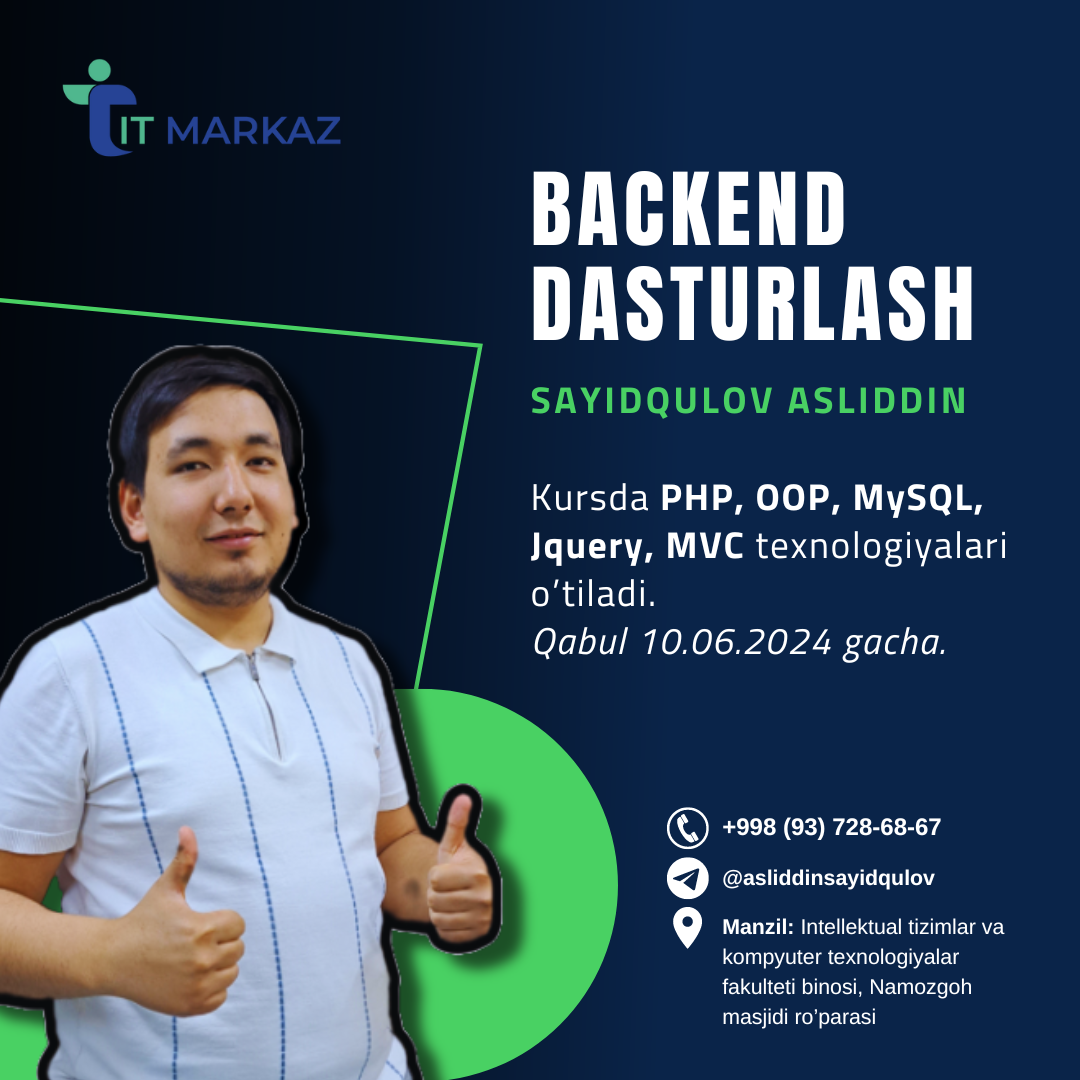 IT MARKAZ
BACKEND
DASTURLASH
SAYIDQULOV ASLIDDIN
Kursda PHP, OOP, MySQL,
Jquery, MVC texnologiyalari
o’tiladi.
Qabul 10.06.2024 gacha.
+998 (93) 728-68-67
@asliddinsayidqulov
Manzil: Intellektual tizimlar va
kompyuter texnologiyalar
fakulteti binosi, Namozgoh
masjidi ro’parasi